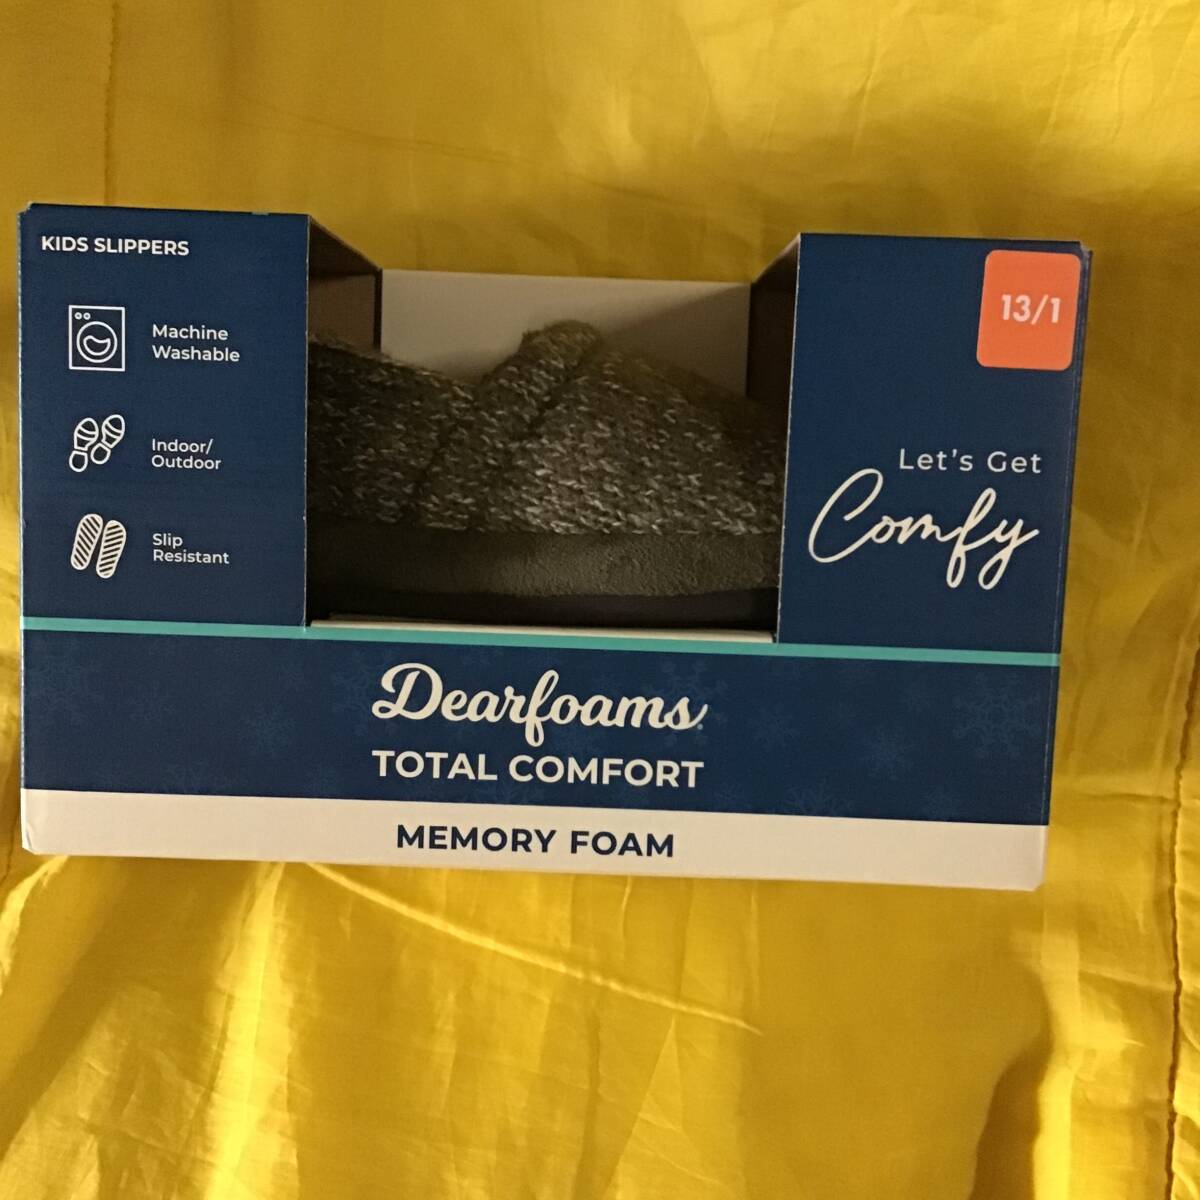 KIDS SLIPPERS
Machine
Washable
Indoor/
Outdoor
Slip
Resistant
13/1
Let's Get
Comfy
Dearfoams
TOTAL COMFORT
MEMORY FOAM